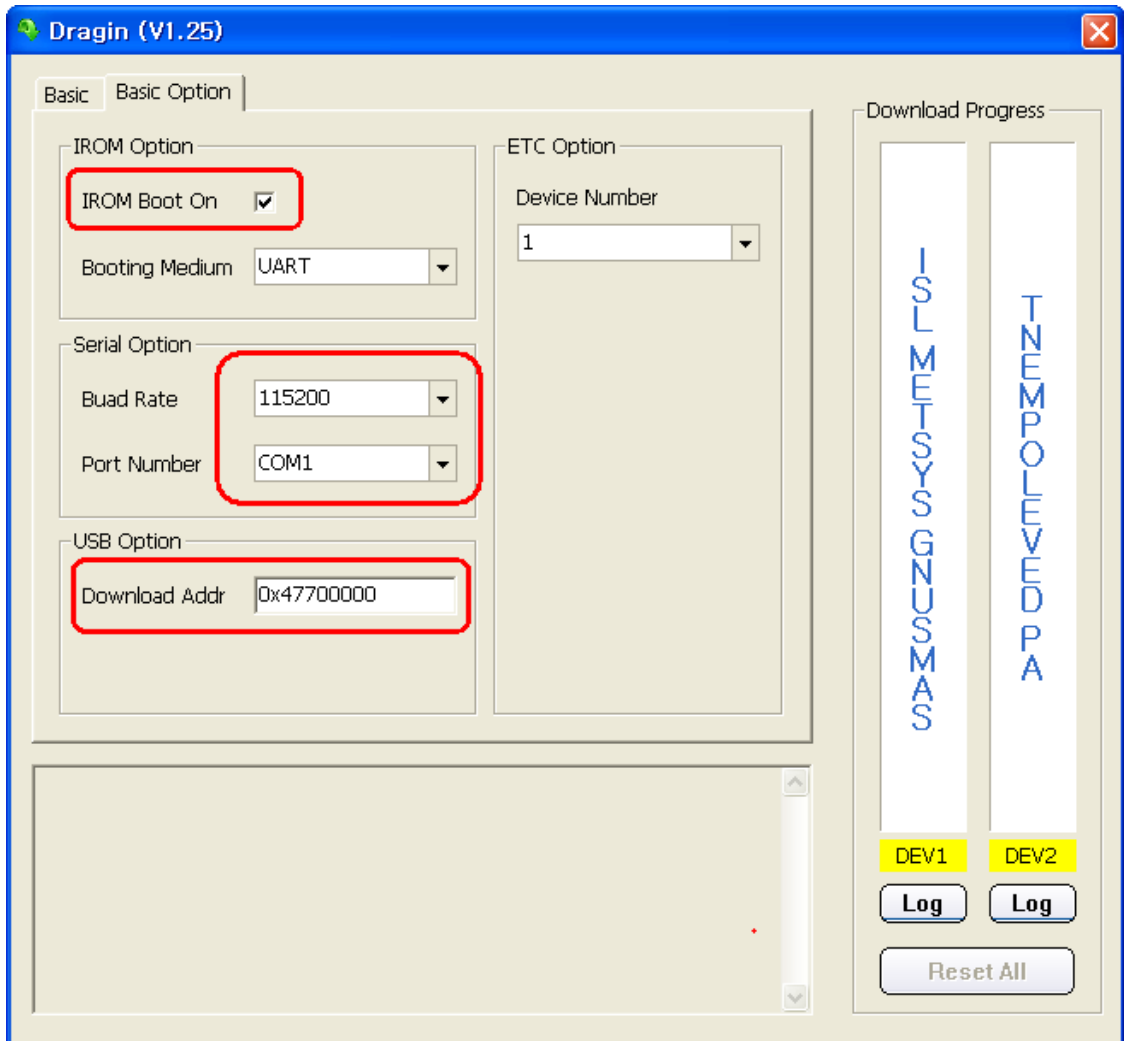 Dragin (V1.25)
Basic
Basic Option
IROM Option
IROM Boot On
Booting Medium
UART
Serial Option
Buad Rate
115200
Port Number
COM1
USB Option
Download Addr
0x47700000
ETC Option
Device Number
1
Download Progress
ISL METSYS GNUSMAS
TNEMPOLEVED PA
DEV1
DEV2
Log
Log
Reset All